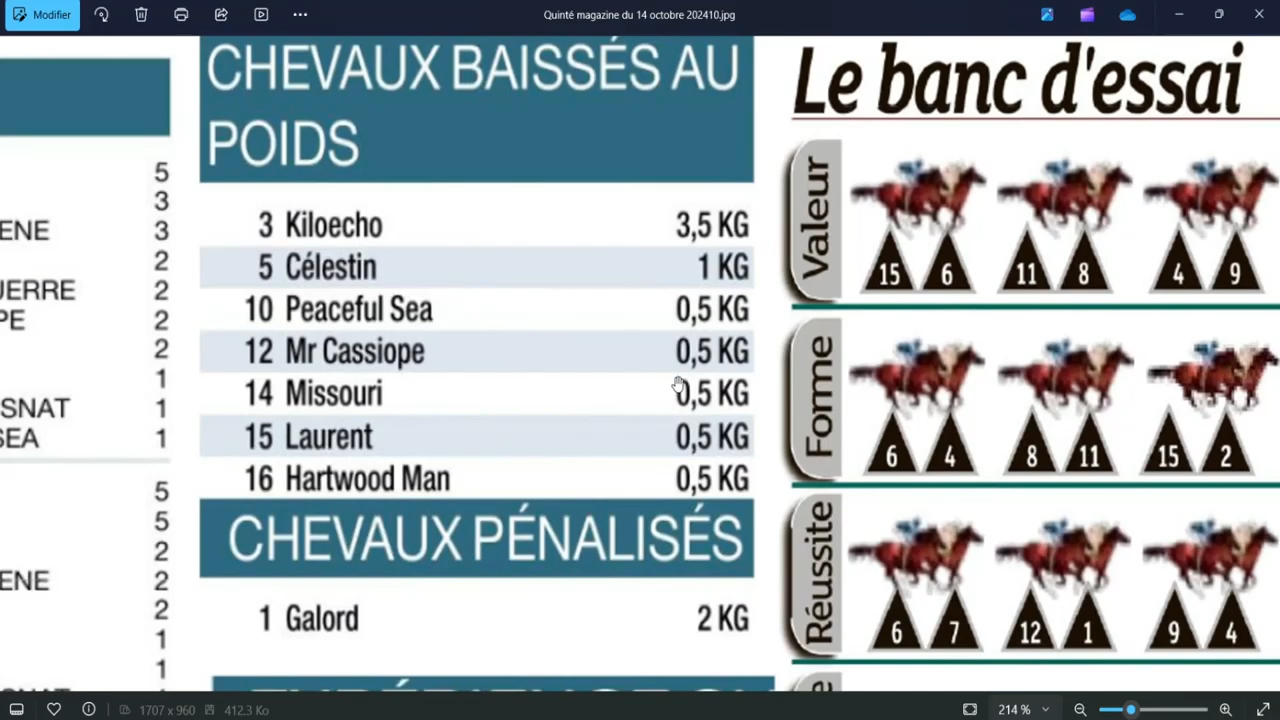 Modifier
Quinté magazine du 14 octobre 202410.jpg
5
3
ENE 3
2
UERRE 2
PE 2
2
1
SNAT 1
SEA 1
5
5
2
ENE 2
2
1
1
CHEVAUX BAISSÉS AU
POIDS
3 Kiloecho 3,5 KG
5 Célestin 1 KG
10 Peaceful Sea 0,5 KG
12 Mr Cassiope 0,5 KG
14 Missouri 0,5 KG
15 Laurent 0,5 KG
16 Hartwood Man 0,5 KG
CHEVAUX PÉNALISÉS
1 Galord 2 KG
Le banc d'essai
Valeur
15 6 11 8 4 9
Forme
6 4 8 11 15 2
Réussite
6 7 12 1 9 4
1707 x 960 412.3 Ko
214 %